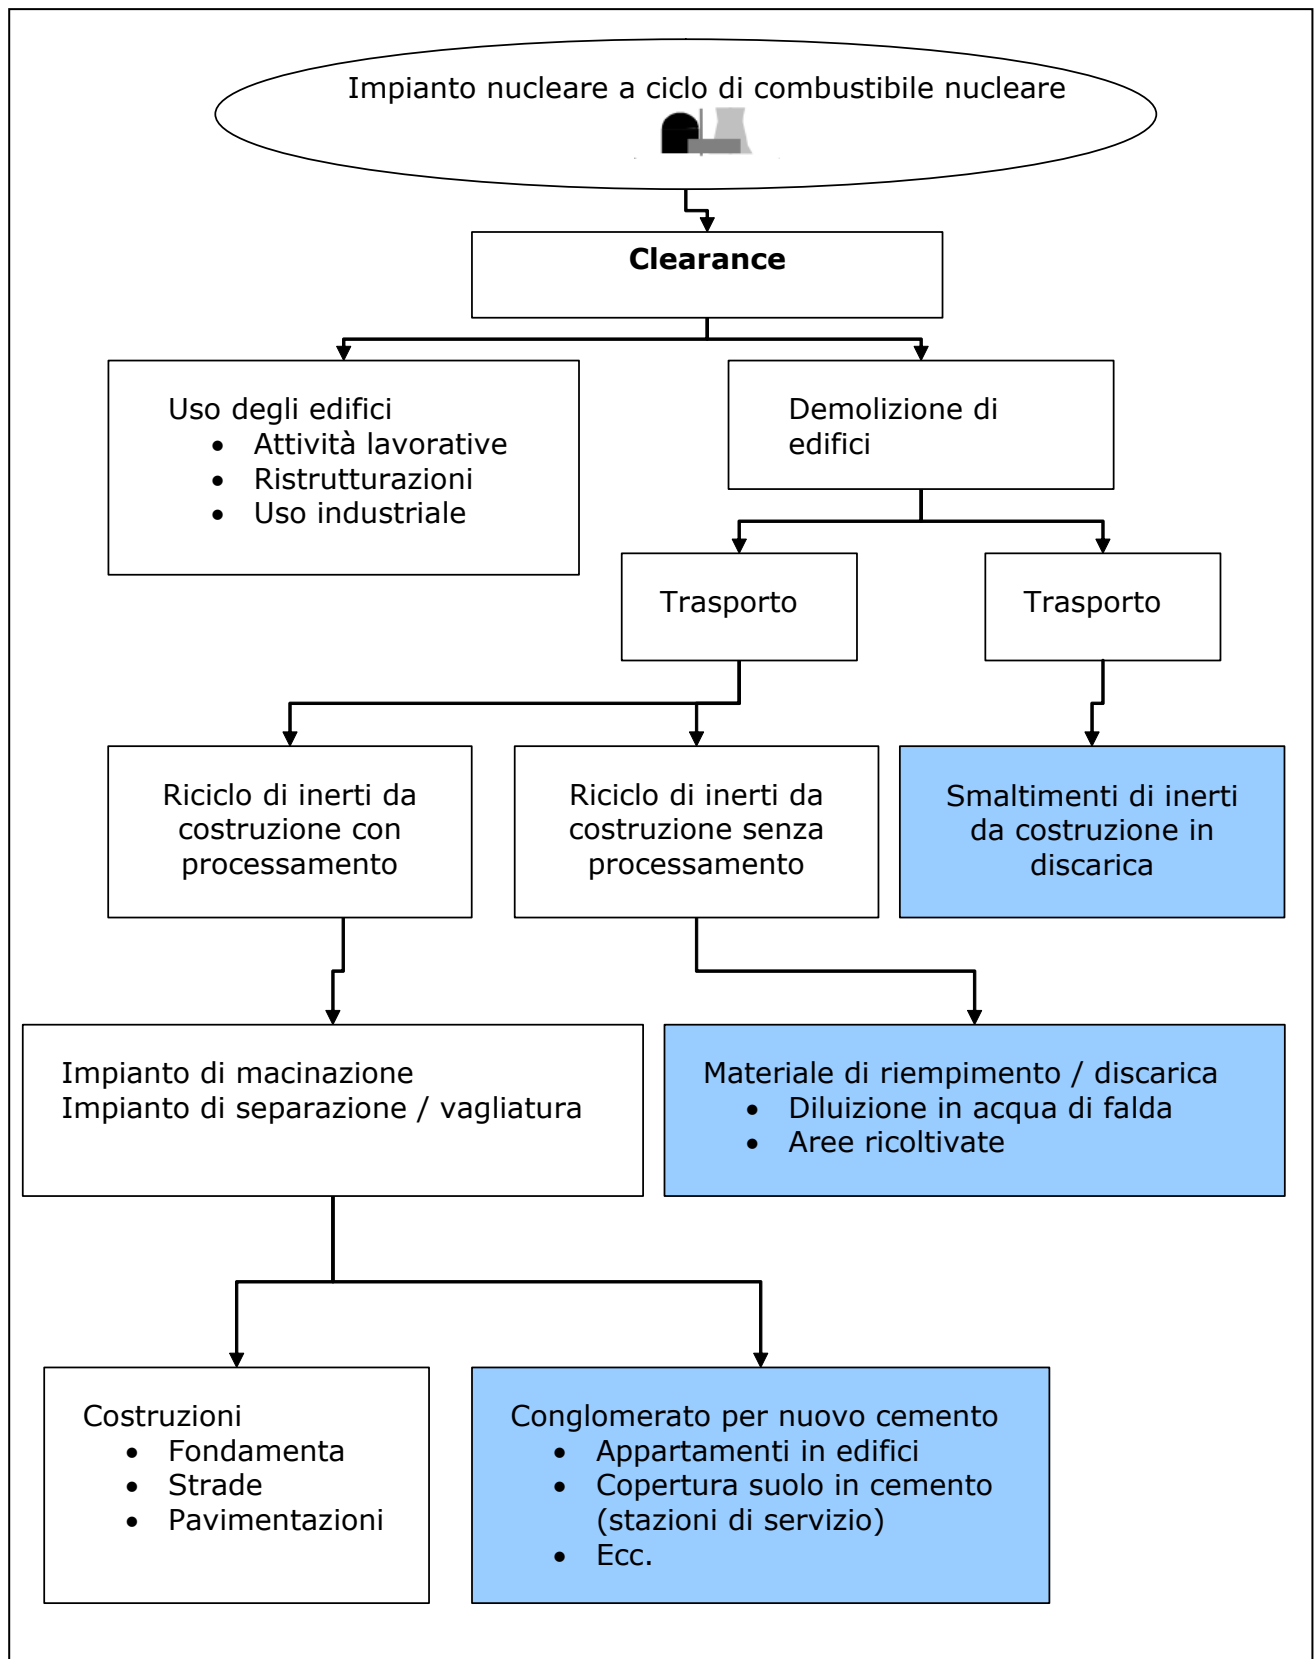 Impianto nucleare a ciclo di combustibile nucleare
Clearance
Uso degli edifici
• Attività lavorative
• Ristrutturazioni
• Uso industriale
Demolizione di
edifici
Trasporto
Trasporto
Riciclo di inerti da
costruzione con
processamento
Riciclo di inerti da
costruzione senza
processamento
Smaltimenti di inerti
da costruzione in
discarica
Impianto di macinazione
Impianto di separazione / vagliatura
Materiale di riempimento / discarica
• Diluizione in acqua di falda
• Aree ricoltivate
Costruzioni
• Fondamenta
• Strade
• Pavimentazioni
Conglomerato per nuovo cemento
• Appartamenti in edifici
• Copertura suolo in cemento
(stazioni di servizio)
• Ecc.